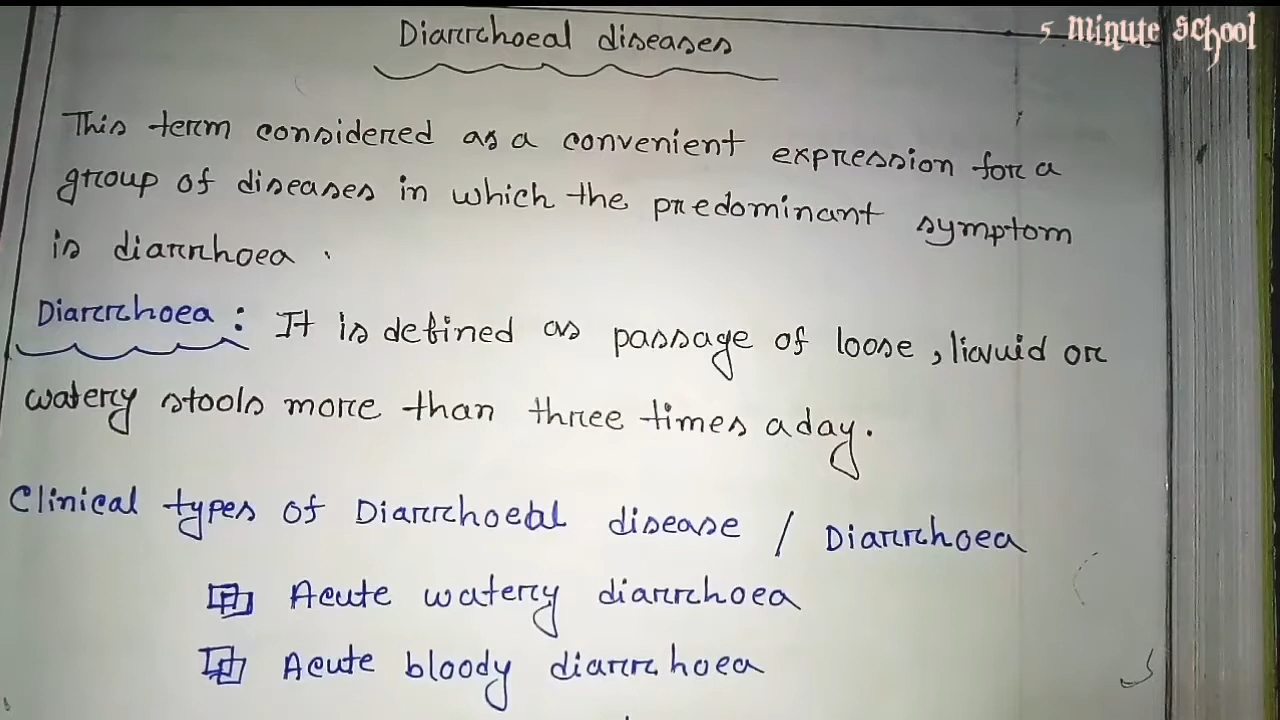 5 Minute School
Diarrhoeal diseases
This term considered as a convenient expression for a
group of diseases in which the predominant symptom
is diarrhoea.
Diarrhoea: It is defined as passage of loose, liquid or
watery stools more than three times a day.
Clinical types of Diarrhoeal disease / Diarrhoea
Acute watery diarrhoea
Acute bloody diarrhoea